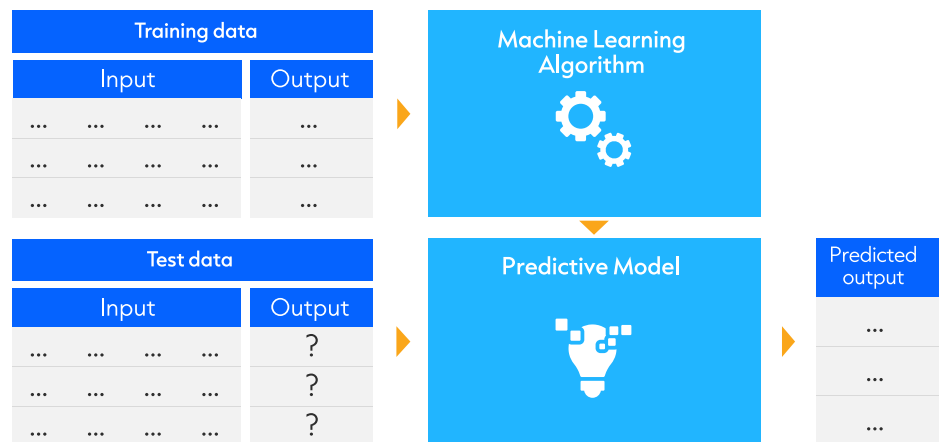 Training data
Input Output
... ... ... ... ...
... ... ... ... ...
... ... ... ... ...
Machine Learning
Algorithm
Test data
Input Output
... ... ... ... ?
... ... ... ... ?
... ... ... ... ?
Predictive Model
Predicted
output
...
...
...